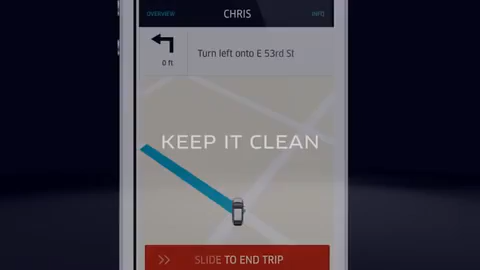 OVERVIEW
CHRIS
INFO
Turn left onto E 53rd St
0 ft
KEEP IT CLEAN
>> SLIDE TO END TRIP